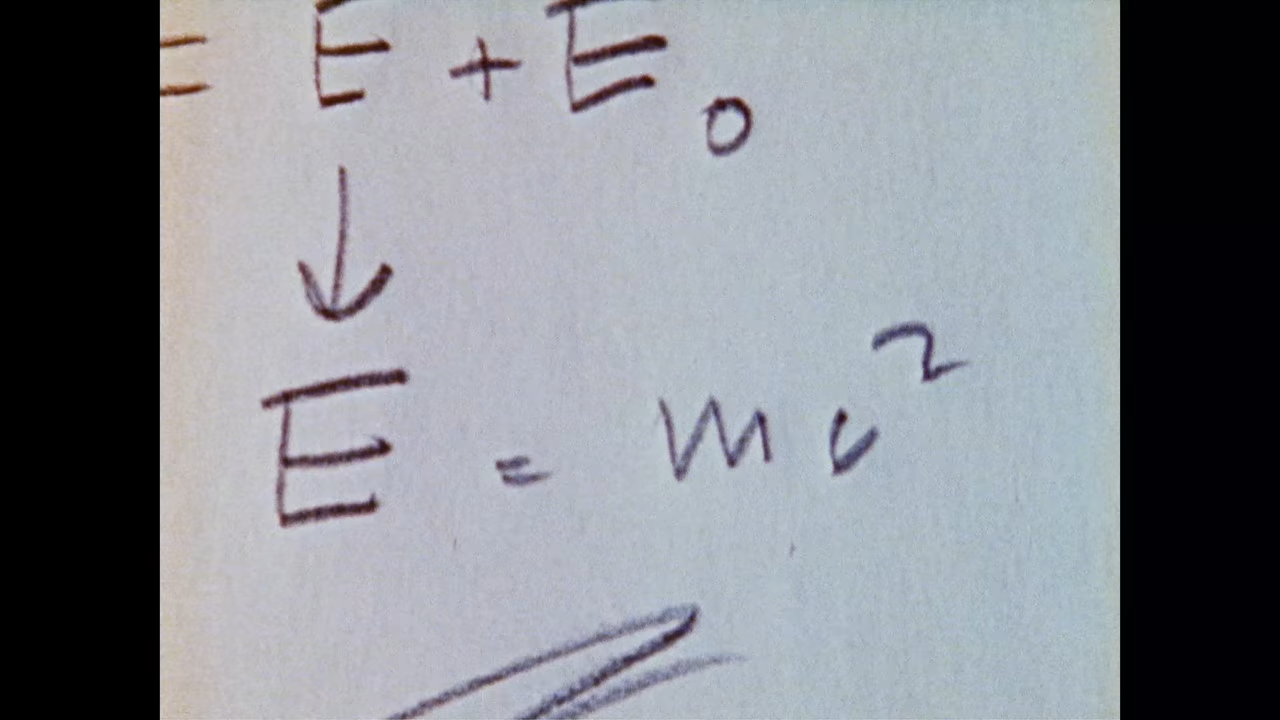 = E + E₀
↓
E = mc²